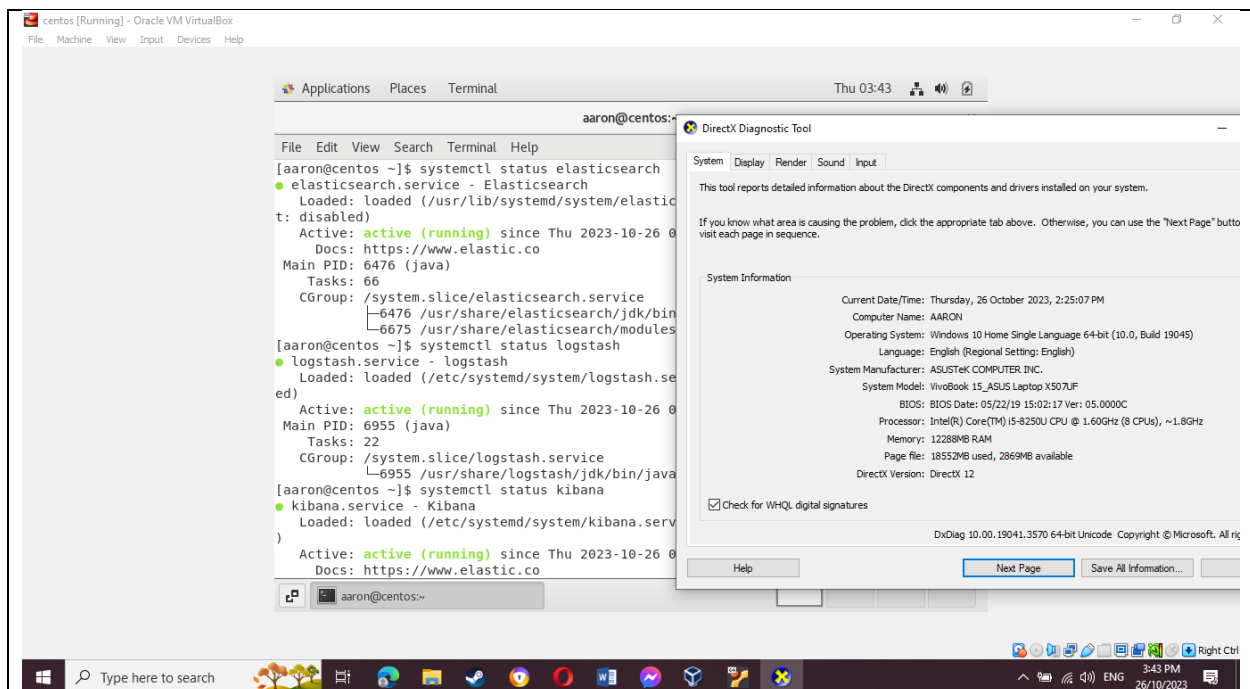 centos [Running] - Oracle VM VirtualBox
File Machine View Input Devices Help
Applications Places Terminal Thu 03:43
aaron@centos:~
File Edit View Search Terminal Help
[aaron@centos ~]$ systemctl status elasticsearch
● elasticsearch.service - Elasticsearch
Loaded: loaded (/usr/lib/systemd/system/elastic
t: disabled)
Active: active (running) since Thu 2023-10-26 0
Docs: https://www.elastic.co
Main PID: 6476 (java)
Tasks: 66
CGroup: /system.slice/elasticsearch.service
├─6476 /usr/share/elasticsearch/jdk/bin
└─6675 /usr/share/elasticsearch/modules
[aaron@centos ~]$ systemctl status logstash
● logstash.service - logstash
Loaded: loaded (/etc/systemd/system/logstash.se
ed)
Active: active (running) since Thu 2023-10-26 0
Main PID: 6955 (java)
Tasks: 22
CGroup: /system.slice/logstash.service
└─6955 /usr/share/logstash/jdk/bin/java
[aaron@centos ~]$ systemctl status kibana
● kibana.service - Kibana
Loaded: loaded (/etc/systemd/system/kibana.serv
)
Active: active (running) since Thu 2023-10-26 0
Docs: https://www.elastic.co
aaron@centos:~
DirectX Diagnostic Tool
System Display Render Sound Input
This tool reports detailed information about the DirectX components and drivers installed on your system.
If you know what area is causing the problem, click the appropriate tab above. Otherwise, you can use the "Next Page" butto
visit each page in sequence.
System Information
Current Date/Time: Thursday, 26 October 2023, 2:25:07 PM
Computer Name: AARON
Operating System: Windows 10 Home Single Language 64-bit (10.0, Build 19045)
Language: English (Regional Setting: English)
System Manufacturer: ASUSTeK COMPUTER INC.
System Model: VivoBook 15_ASUS Laptop X507UF
BIOS: BIOS Date: 05/22/19 15:02:17 Ver: 05.0000C
Processor: Intel(R) Core(TM) i5-8250U CPU @ 1.60GHz (8 CPUs), ~1.8GHz
Memory: 12288MB RAM
Page file: 18552MB used, 2869MB available
DirectX Version: DirectX 12
Check for WHQL digital signatures
DxDiag 10.00.19041.3570 64-bit Unicode Copyright © Microsoft. All rig
Help Next Page Save All Information...
Right Ctrl
Type here to search
ENG
3:43 PM
26/10/2023